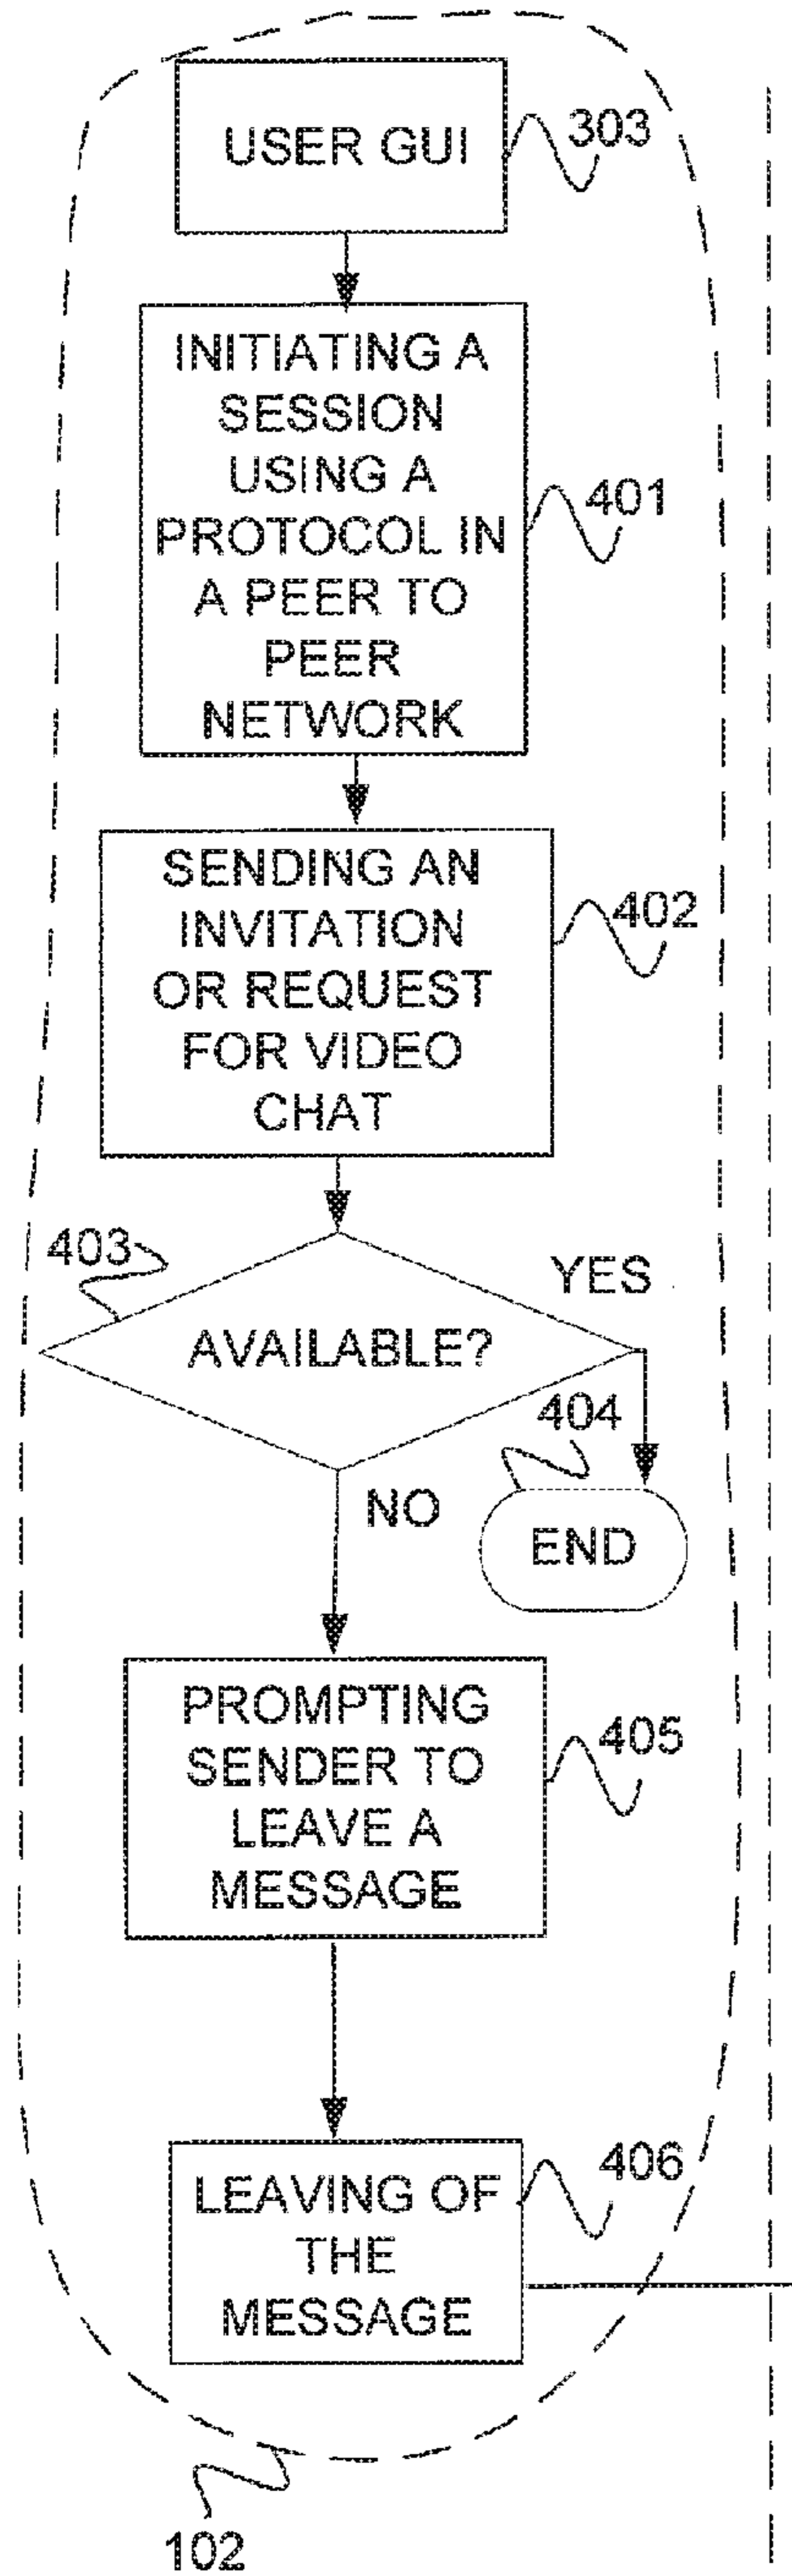 USER GUI
303
INITIATING A
SESSION
USING A
PROTOCOL IN
A PEER TO
PEER
NETWORK
401
SENDING AN
INVITATION
OR REQUEST
FOR VIDEO
CHAT
402
403
YES
AVAILABLE?
404
NO
END
PROMPTING
SENDER TO
LEAVE A
MESSAGE
405
LEAVING OF
THE
MESSAGE
406
102